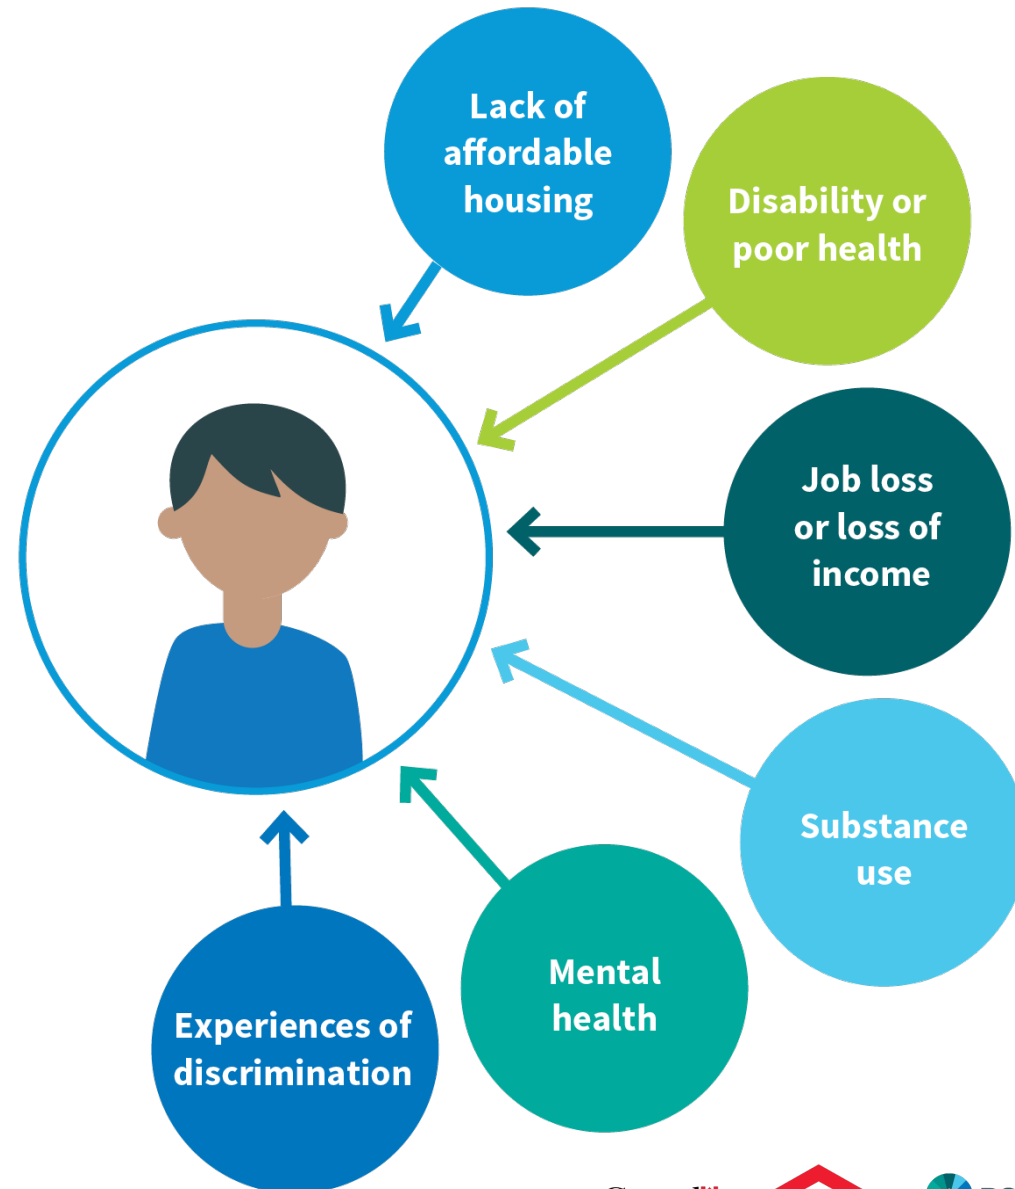 Lack of
affordable
housing
Disability or
poor health
Job loss
or loss of
income
Substance
use
Mental
health
Experiences of
discrimination